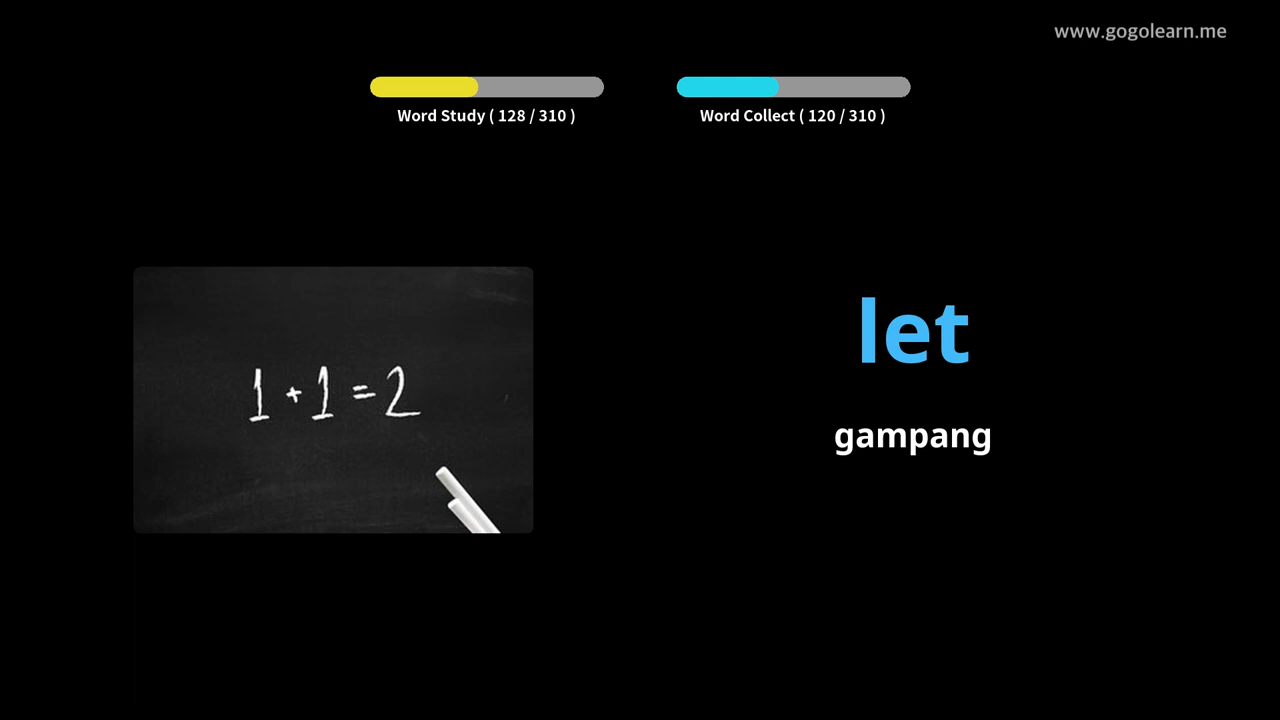 www.gogolearn.me
Word Study ( 128 / 310 )
Word Collect ( 120 / 310 )
1 + 1 = 2
let
gampang